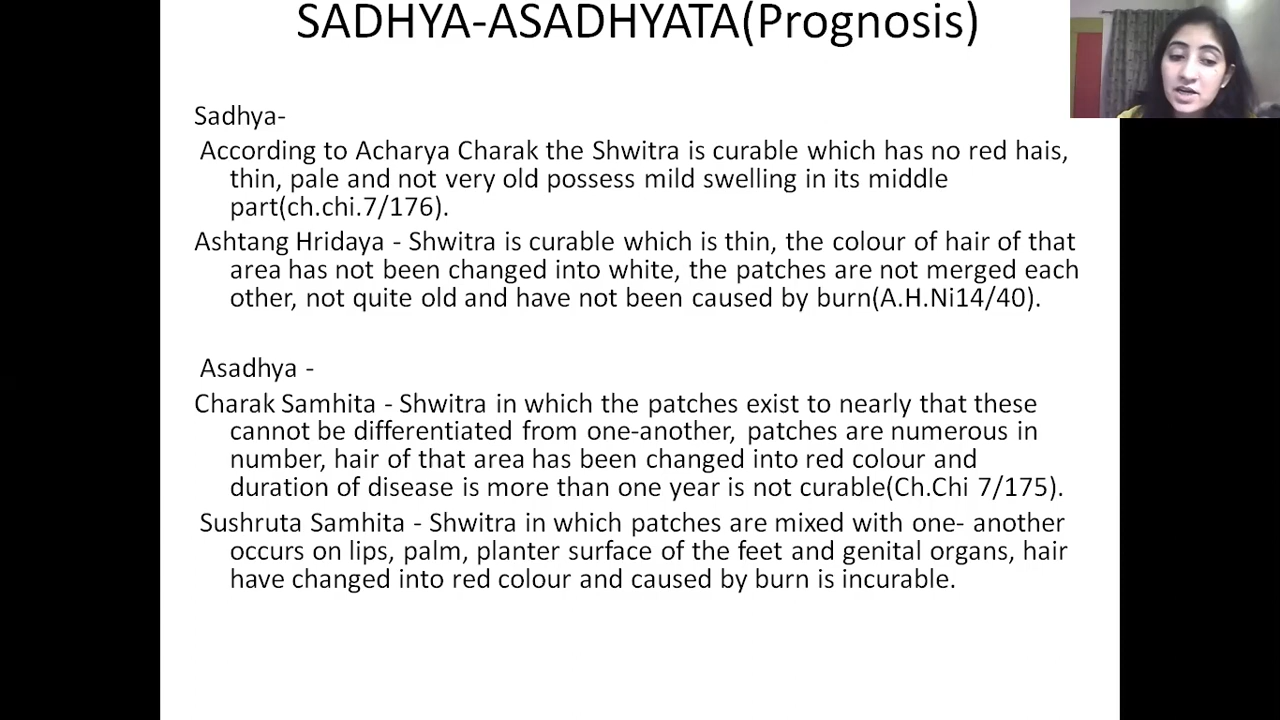 SADHYA-ASADHYATA(Prognosis)
Sadhya-
According to Acharya Charak the Shwitra is curable which has no red hais,
thin, pale and not very old possess mild swelling in its middle
part(ch.chi.7/176).
Ashtang Hridaya - Shwitra is curable which is thin, the colour of hair of that
area has not been changed into white, the patches are not merged each
other, not quite old and have not been caused by burn(A.H.Ni14/40).
Asadhya -
Charak Samhita - Shwitra in which the patches exist to nearly that these
cannot be differentiated from one-another, patches are numerous in
number, hair of that area has been changed into red colour and
duration of disease is more than one year is not curable(Ch.Chi 7/175).
Sushruta Samhita - Shwitra in which patches are mixed with one- another
occurs on lips, palm, planter surface of the feet and genital organs, hair
have changed into red colour and caused by burn is incurable.